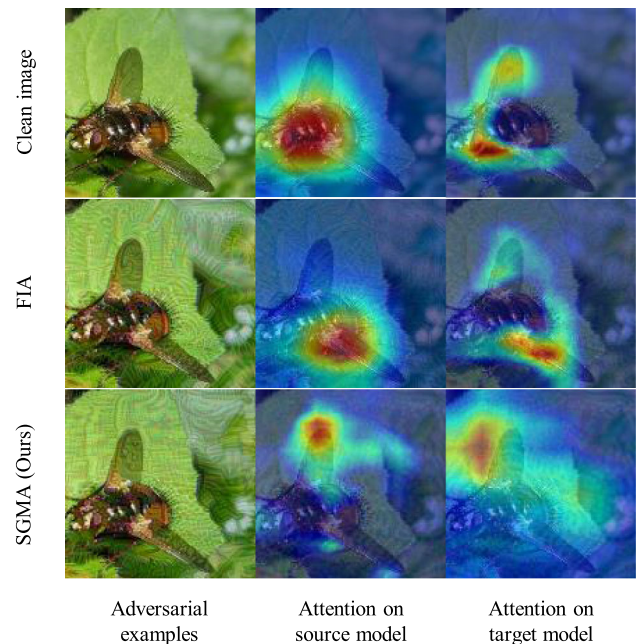 Clean image
FIA
SGMA (Ours)
Adversarial
examples
Attention on
source model
Attention on
target model